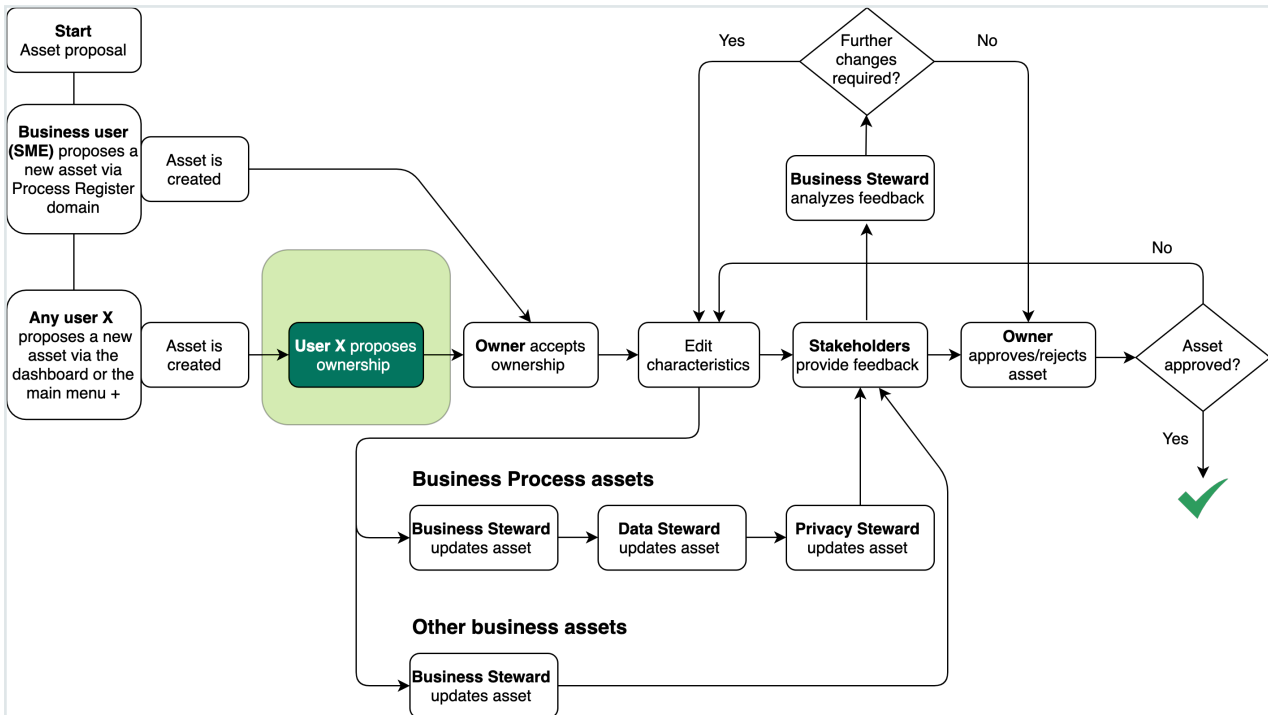 Start
Asset proposal
Business user
(SME) proposes a
new asset via
Process Register
domain
Asset is
created
Any user X
proposes a new
asset via the
dashboard or the
main menu +
Asset is
created
User X proposes
ownership
Owner accepts
ownership
Edit
characteristics
Stakeholders
provide feedback
Business Steward
analyzes feedback
Further
changes
required?
Yes
No
Owner
approves/rejects
asset
Asset
approved?
No
Yes
Business Process assets
Business Steward
updates asset
Data Steward
updates asset
Privacy Steward
updates asset
Other business assets
Business Steward
updates asset